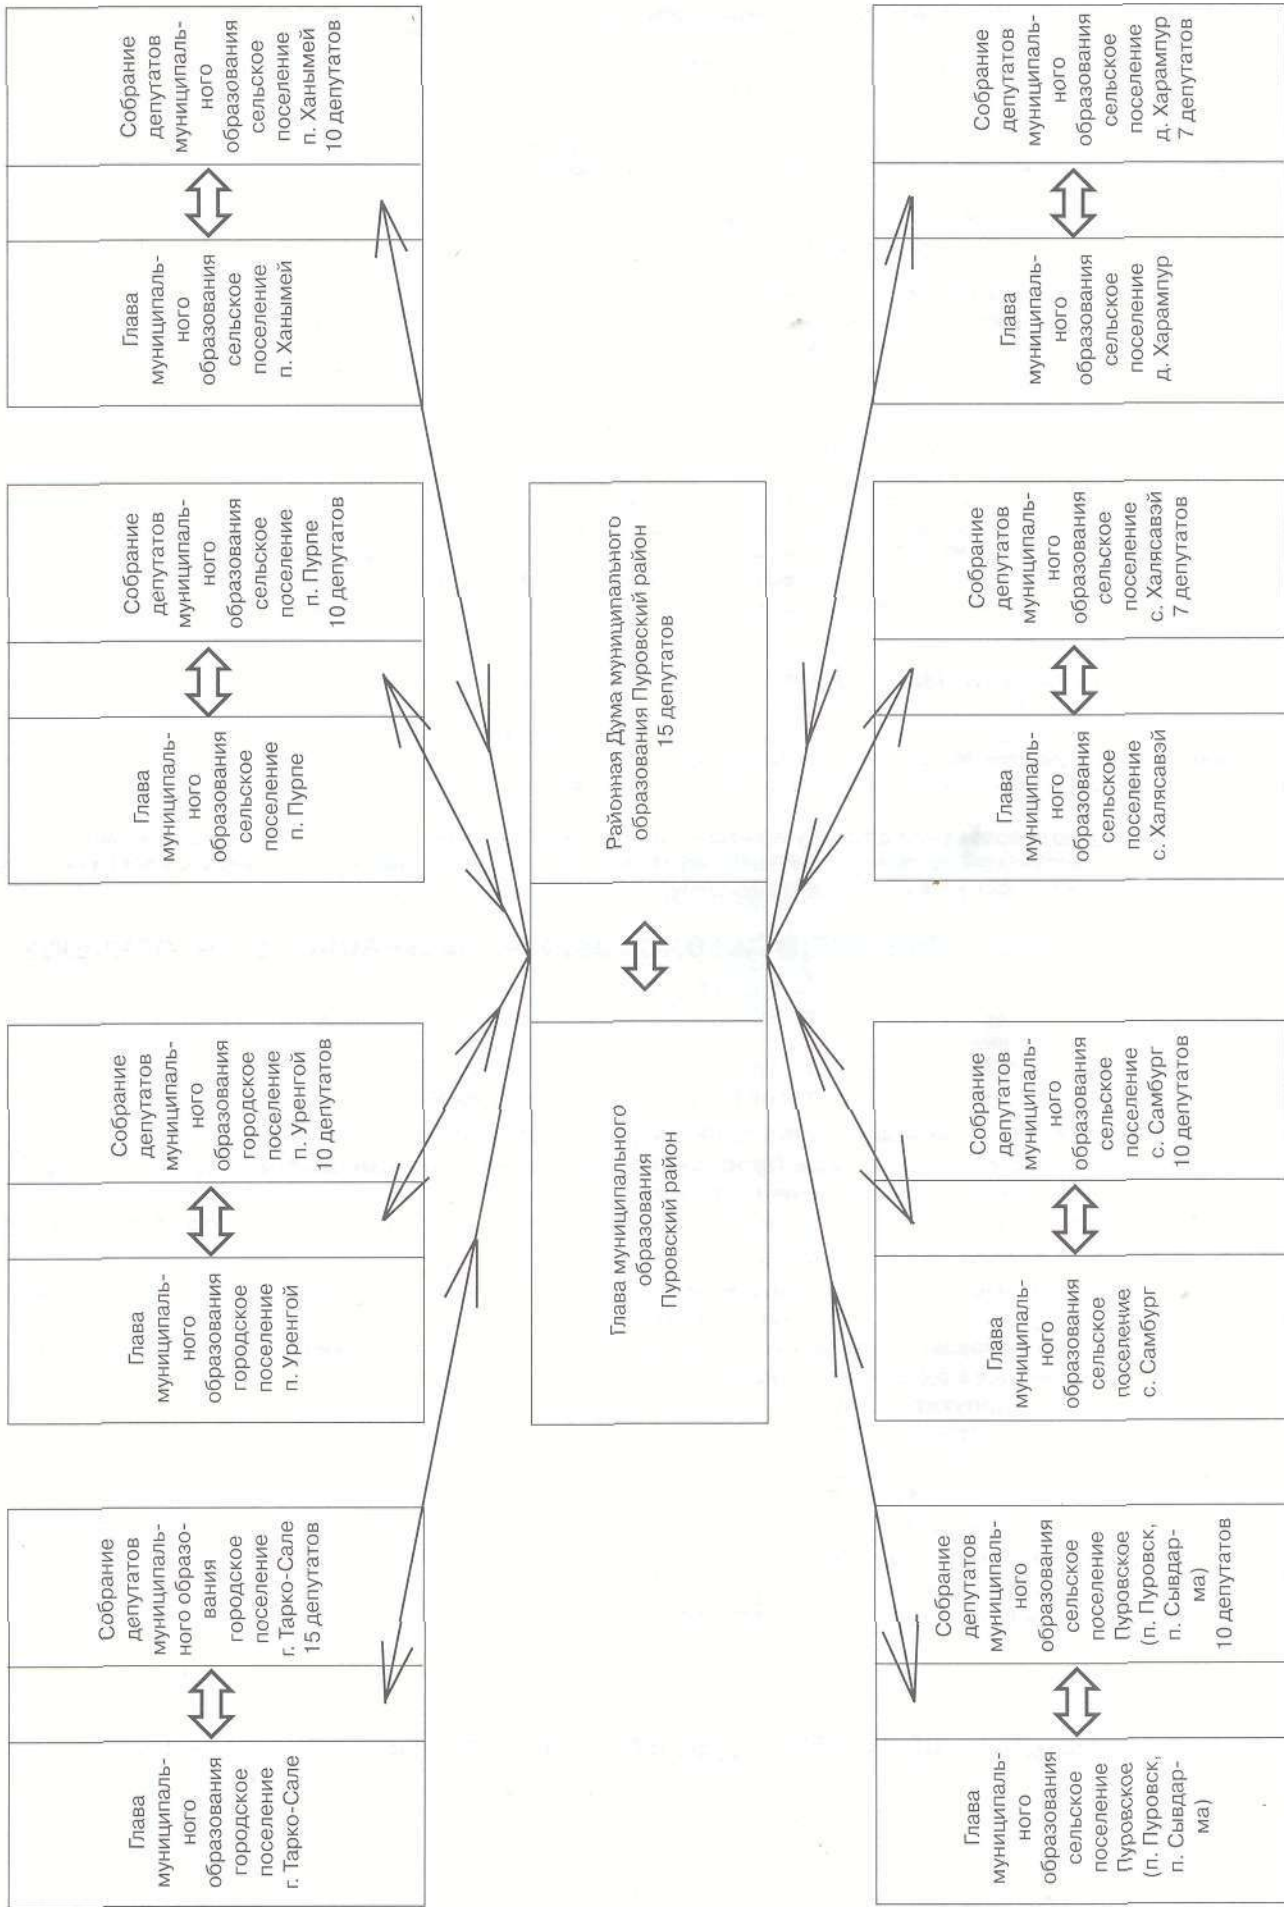 Глава
муниципаль-
ного
образования
городское
поселение
г. Тарко-Сале
Собрание
депутатов
муниципаль-
ного образо-
вания
городское
поселение
г. Тарко-Сале
15 депутатов
Глава
муниципаль-
ного
образования
городское
поселение
п. Уренгой
Собрание
депутатов
муниципаль-
ного
образования
городское
поселение
п. Уренгой
10 депутатов
Глава
муниципаль-
ного
образования
сельское
поселение
п. Пурпе
Собрание
депутатов
муниципаль-
ного
образования
сельское
поселение
п. Пурпе
10 депутатов
Глава
муниципаль-
ного
образования
сельское
поселение
п. Ханымей
Собрание
депутатов
муниципаль-
ного
образования
сельское
поселение
п. Ханымей
10 депутатов
Глава муниципального
образования
Пуровский район
Районная Дума муниципального
образования Пуровский район
15 депутатов
Глава
муниципаль-
ного
образования
сельское
поселение
Пуровское
(п. Пуровск,
п. Сывдар-
ма)
Собрание
депутатов
муниципаль-
ного
образования
сельское
поселение
Пуровское
(п. Пуровск,
п. Сывдар-
ма)
10 депутатов
Глава
муниципаль-
ного
образования
сельское
поселение
с. Самбург
Собрание
депутатов
муниципаль-
ного
образования
сельское
поселение
с. Самбург
10 депутатов
Глава
муниципаль-
ного
образования
сельское
поселение
с. Халясавэй
Собрание
депутатов
муниципаль-
ного
образования
сельское
поселение
с. Халясавэй
7 депутатов
Глава
муниципаль-
ного
образования
сельское
поселение
д. Харампур
Собрание
депутатов
муниципаль-
ного
образования
сельское
поселение
д. Харампур
7 депутатов